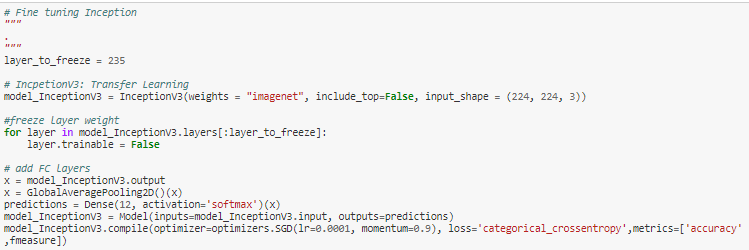 # Fine tuning Inception
"""
.
"""
layer_to_freeze = 235
# IncpetionV3: Transfer Learning
model_InceptionV3 = InceptionV3(weights = "imagenet", include_top=False, input_shape = (224, 224, 3))
#freeze layer weight
for layer in model_InceptionV3.layers[:layer_to_freeze]:
    layer.trainable = False
# add FC layers
x = model_InceptionV3.output
x = GlobalAveragePooling2D()(x)
predictions = Dense(12, activation='softmax')(x)
model_InceptionV3 = Model(inputs=model_InceptionV3.input, outputs=predictions)
model_InceptionV3.compile(optimizer=optimizers.SGD(lr=0.0001, momentum=0.9), loss='categorical_crossentropy',metrics=['accuracy'
,fmeasure])